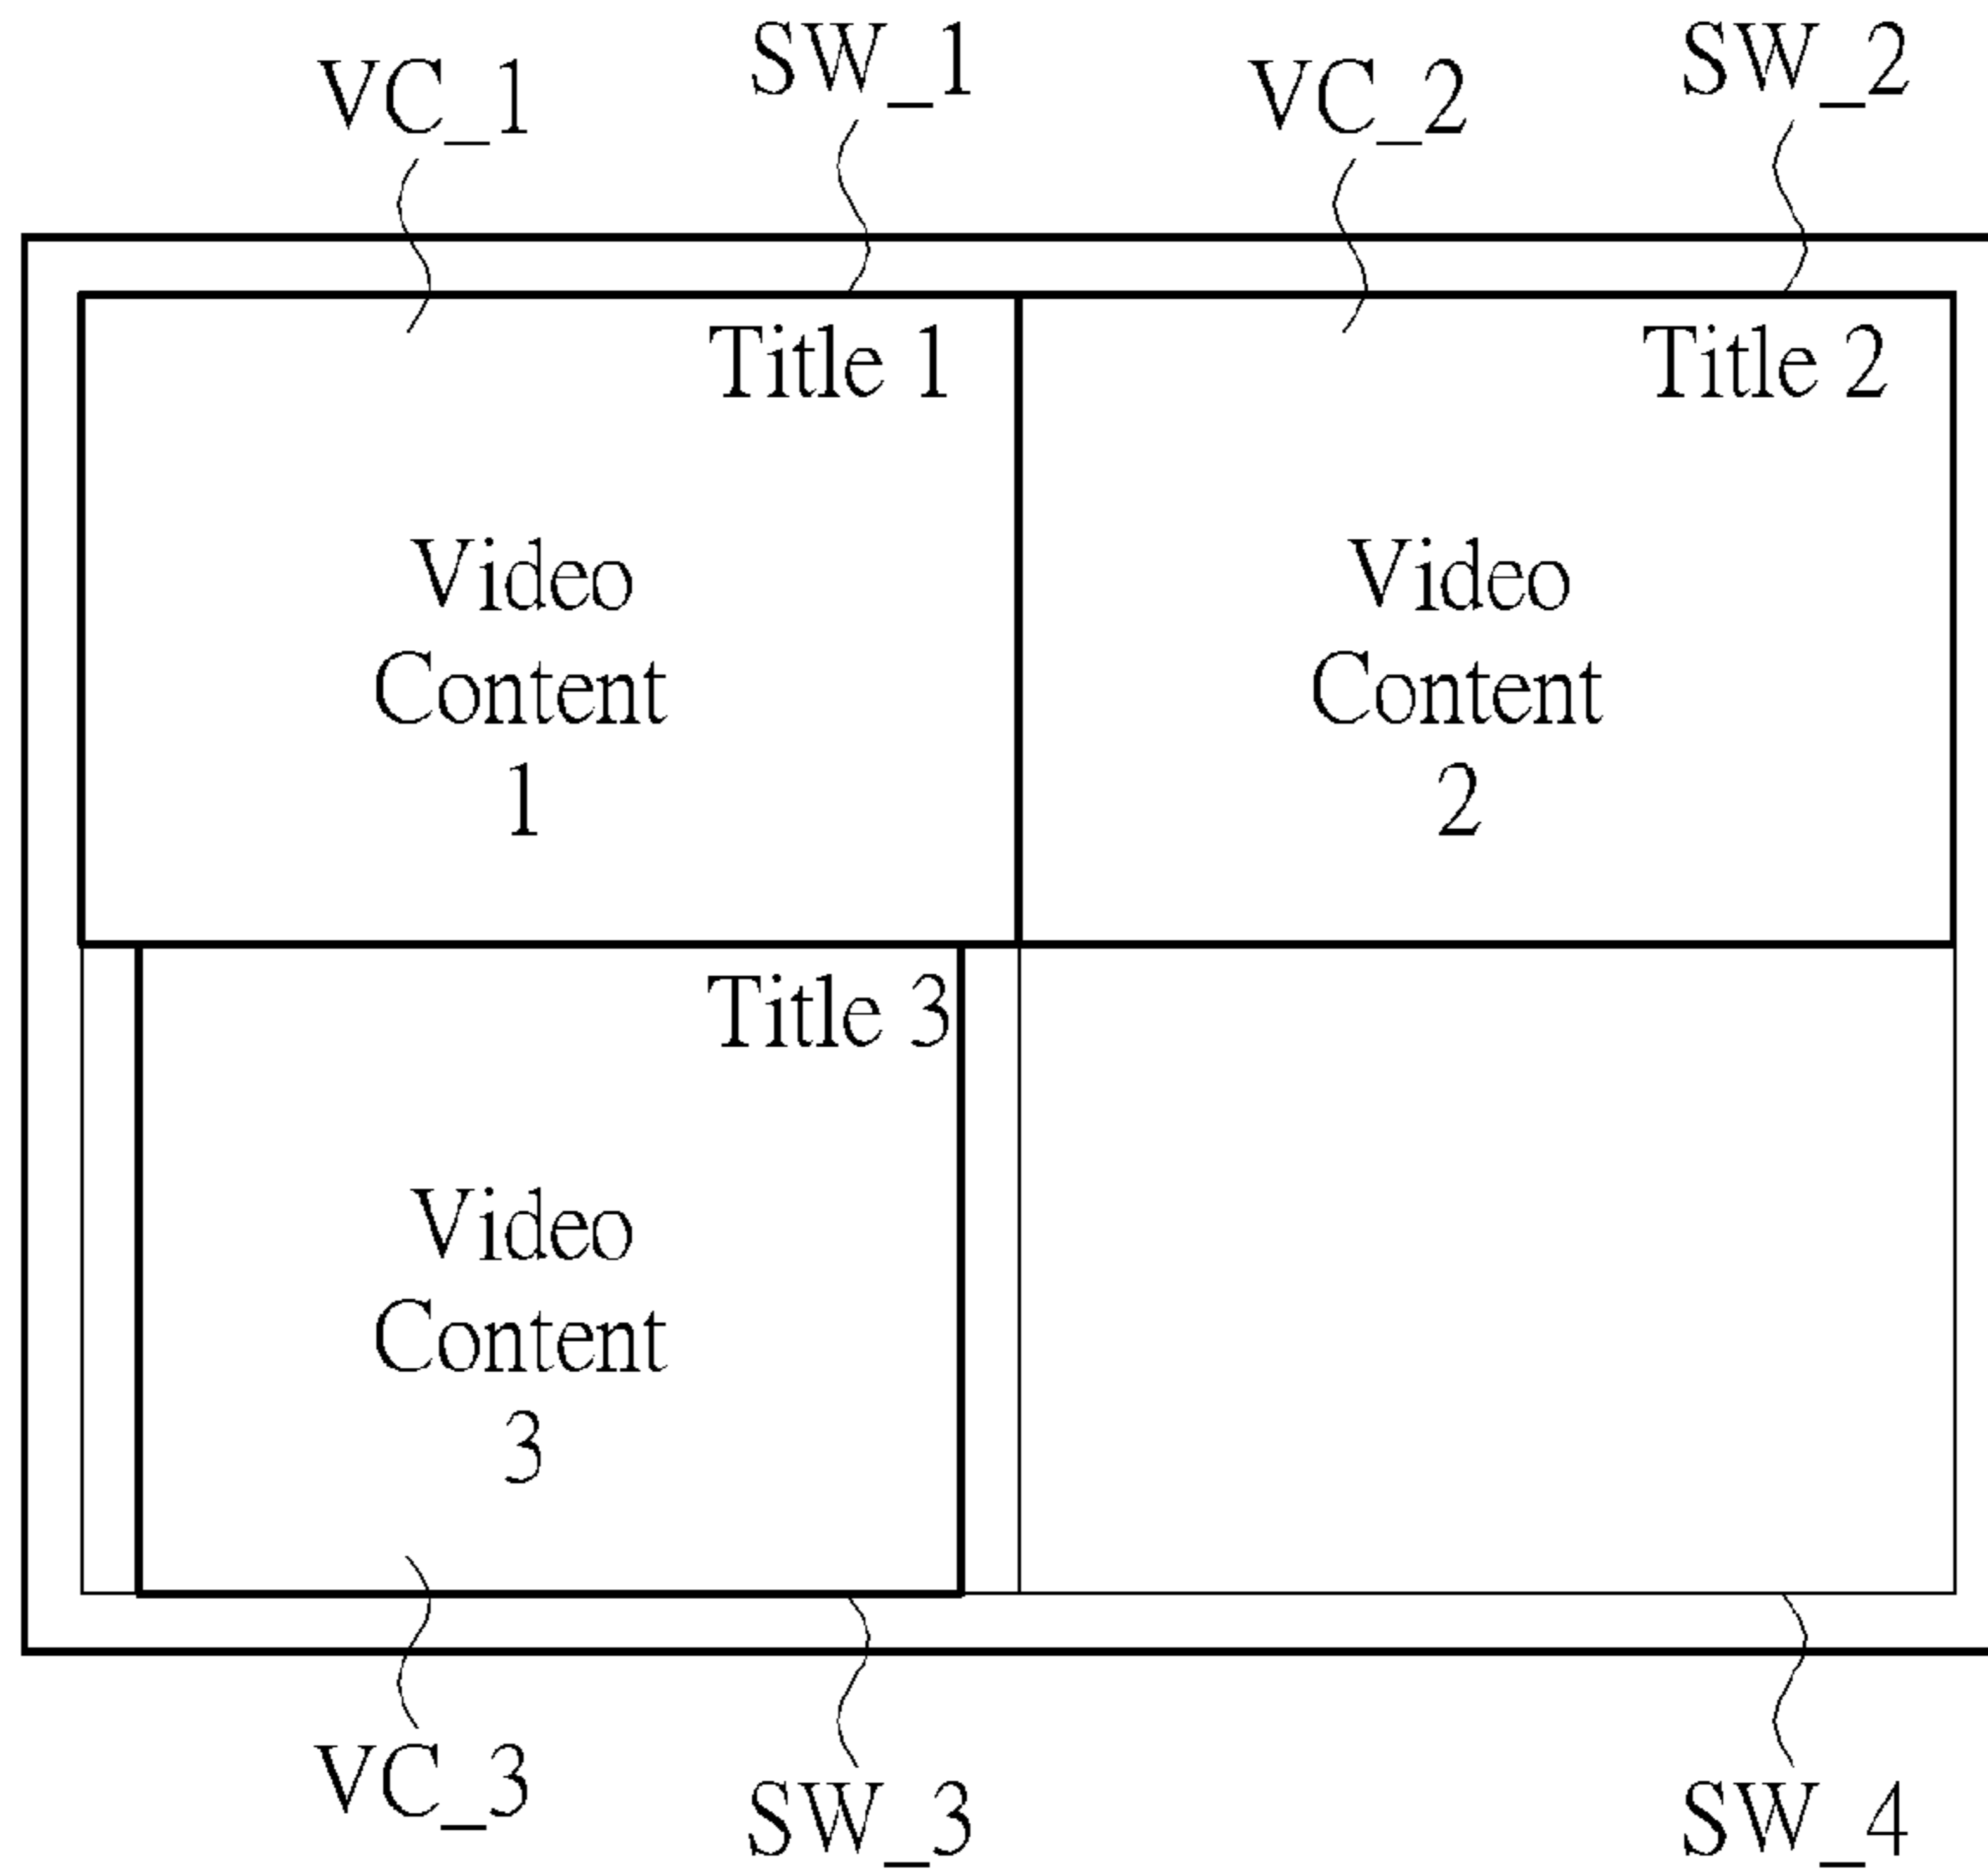 VC_1
SW_1
VC_2
SW_2
Title 1
Title 2
Video
Content
1
Video
Content
2
Title 3
Video
Content
3
VC_3
SW_3
SW_4